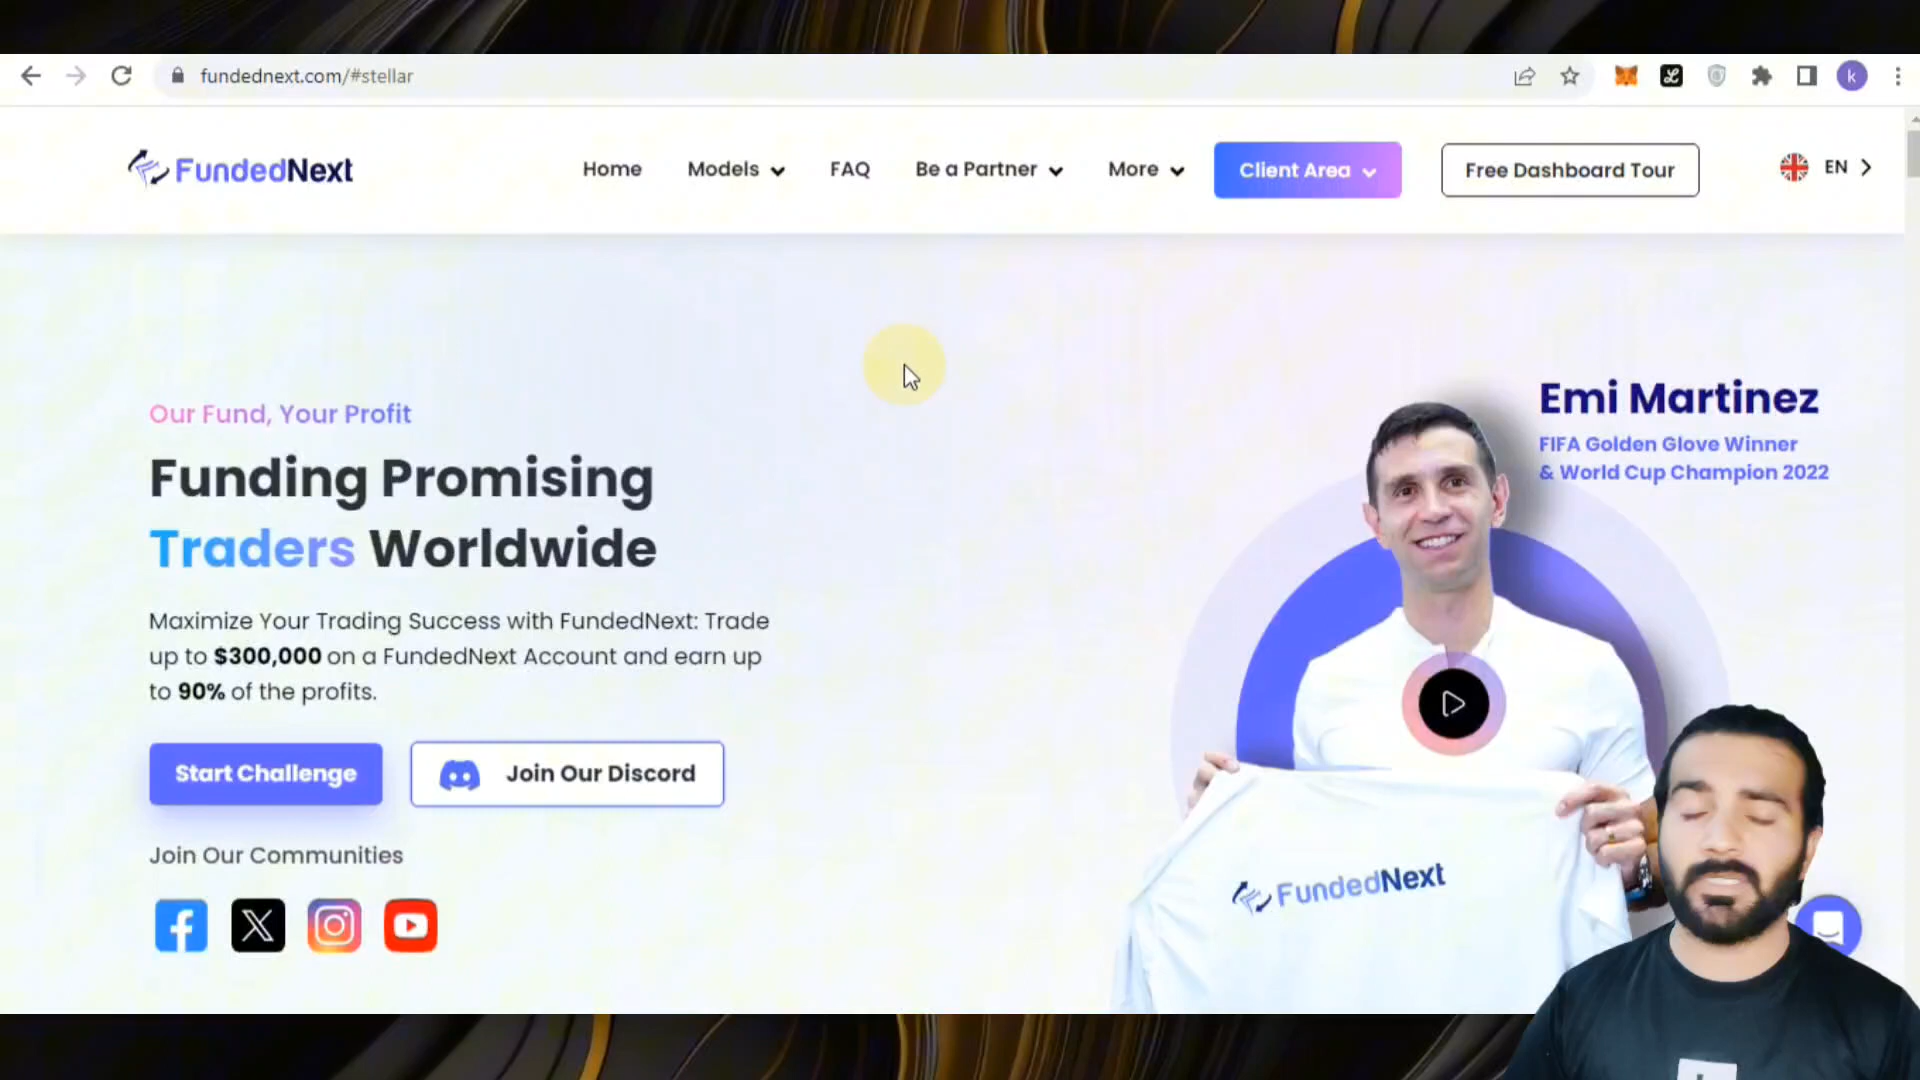 fundednext.com/#stellar
k
FundedNext
Home
Models
FAQ
Be a Partner
More
Client Area
Free Dashboard Tour
EN
Emi Martinez
FIFA Golden Glove Winner
& World Cup Champion 2022
Our Fund, Your Profit
Funding Promising
Traders Worldwide
Maximize Your Trading Success with FundedNext: Trade
up to $300,000 on a FundedNext Account and earn up
to 90% of the profits.
Start Challenge
Join Our Discord
Join Our Communities
FundedNext